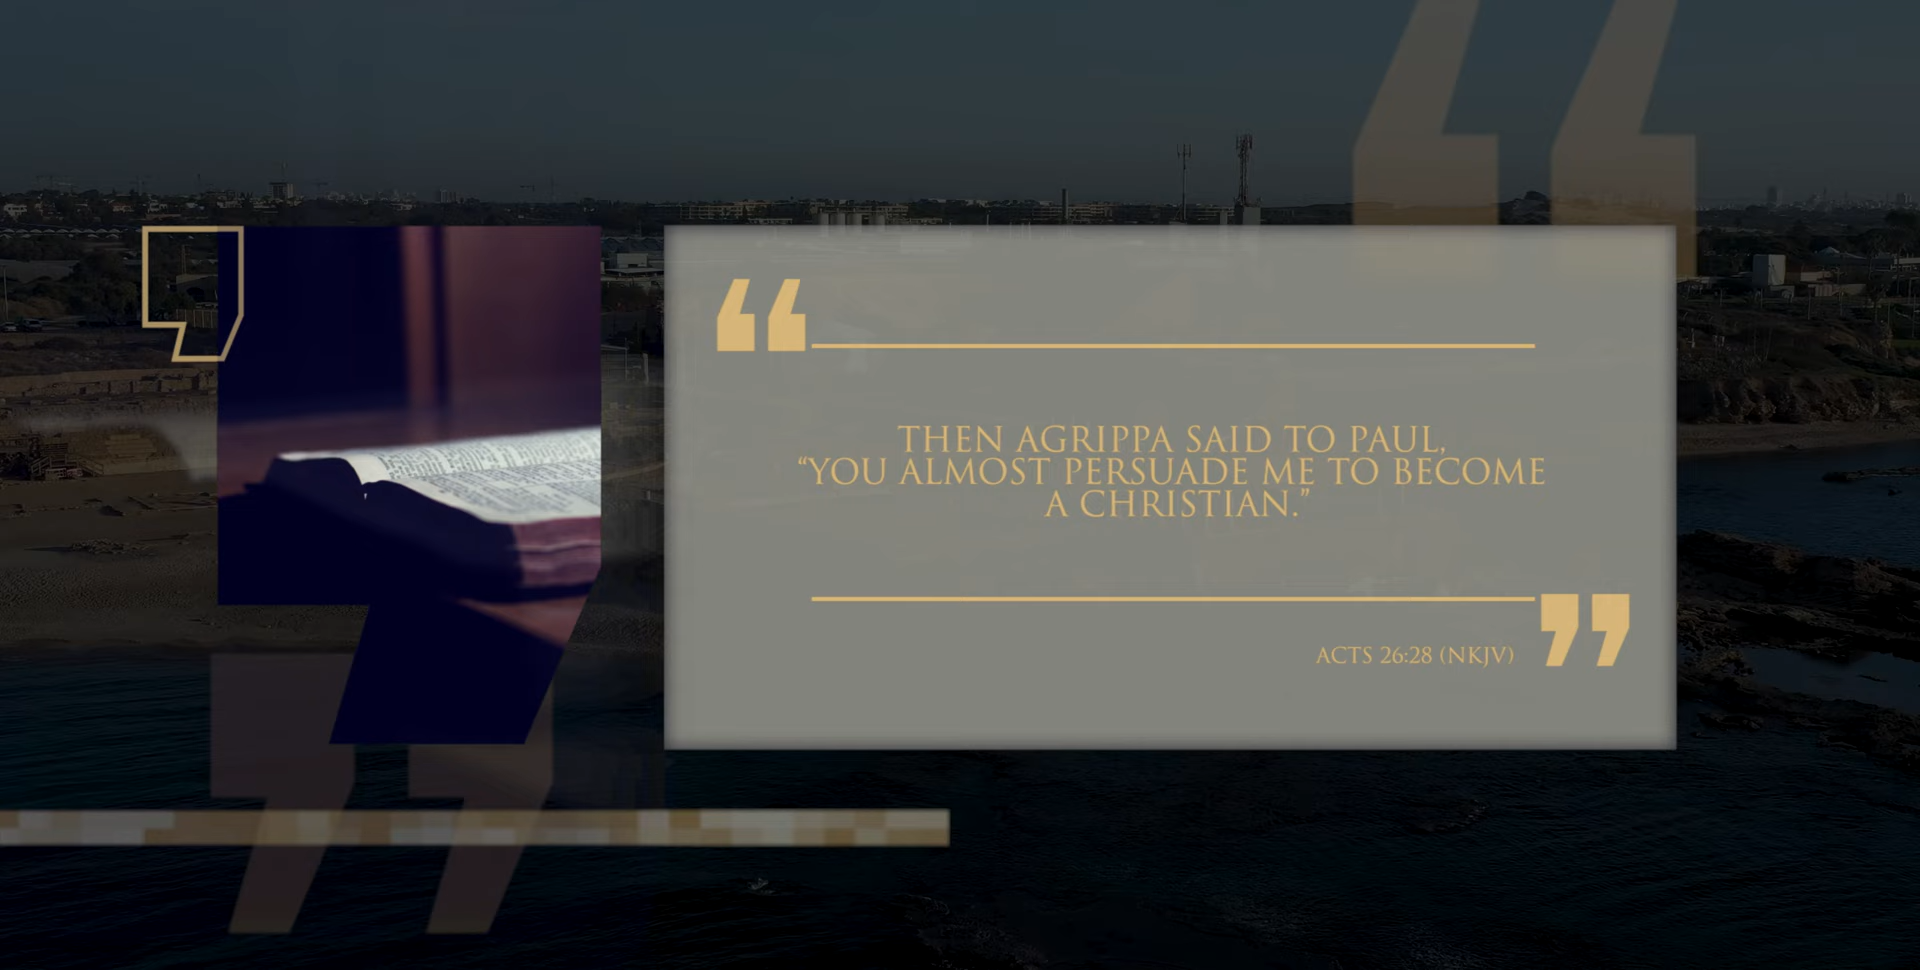 THEN AGRIPPA SAID TO PAUL,
“YOU ALMOST PERSUADE ME TO BECOME
A CHRISTIAN.”
ACTS 26:28 (NKJV)